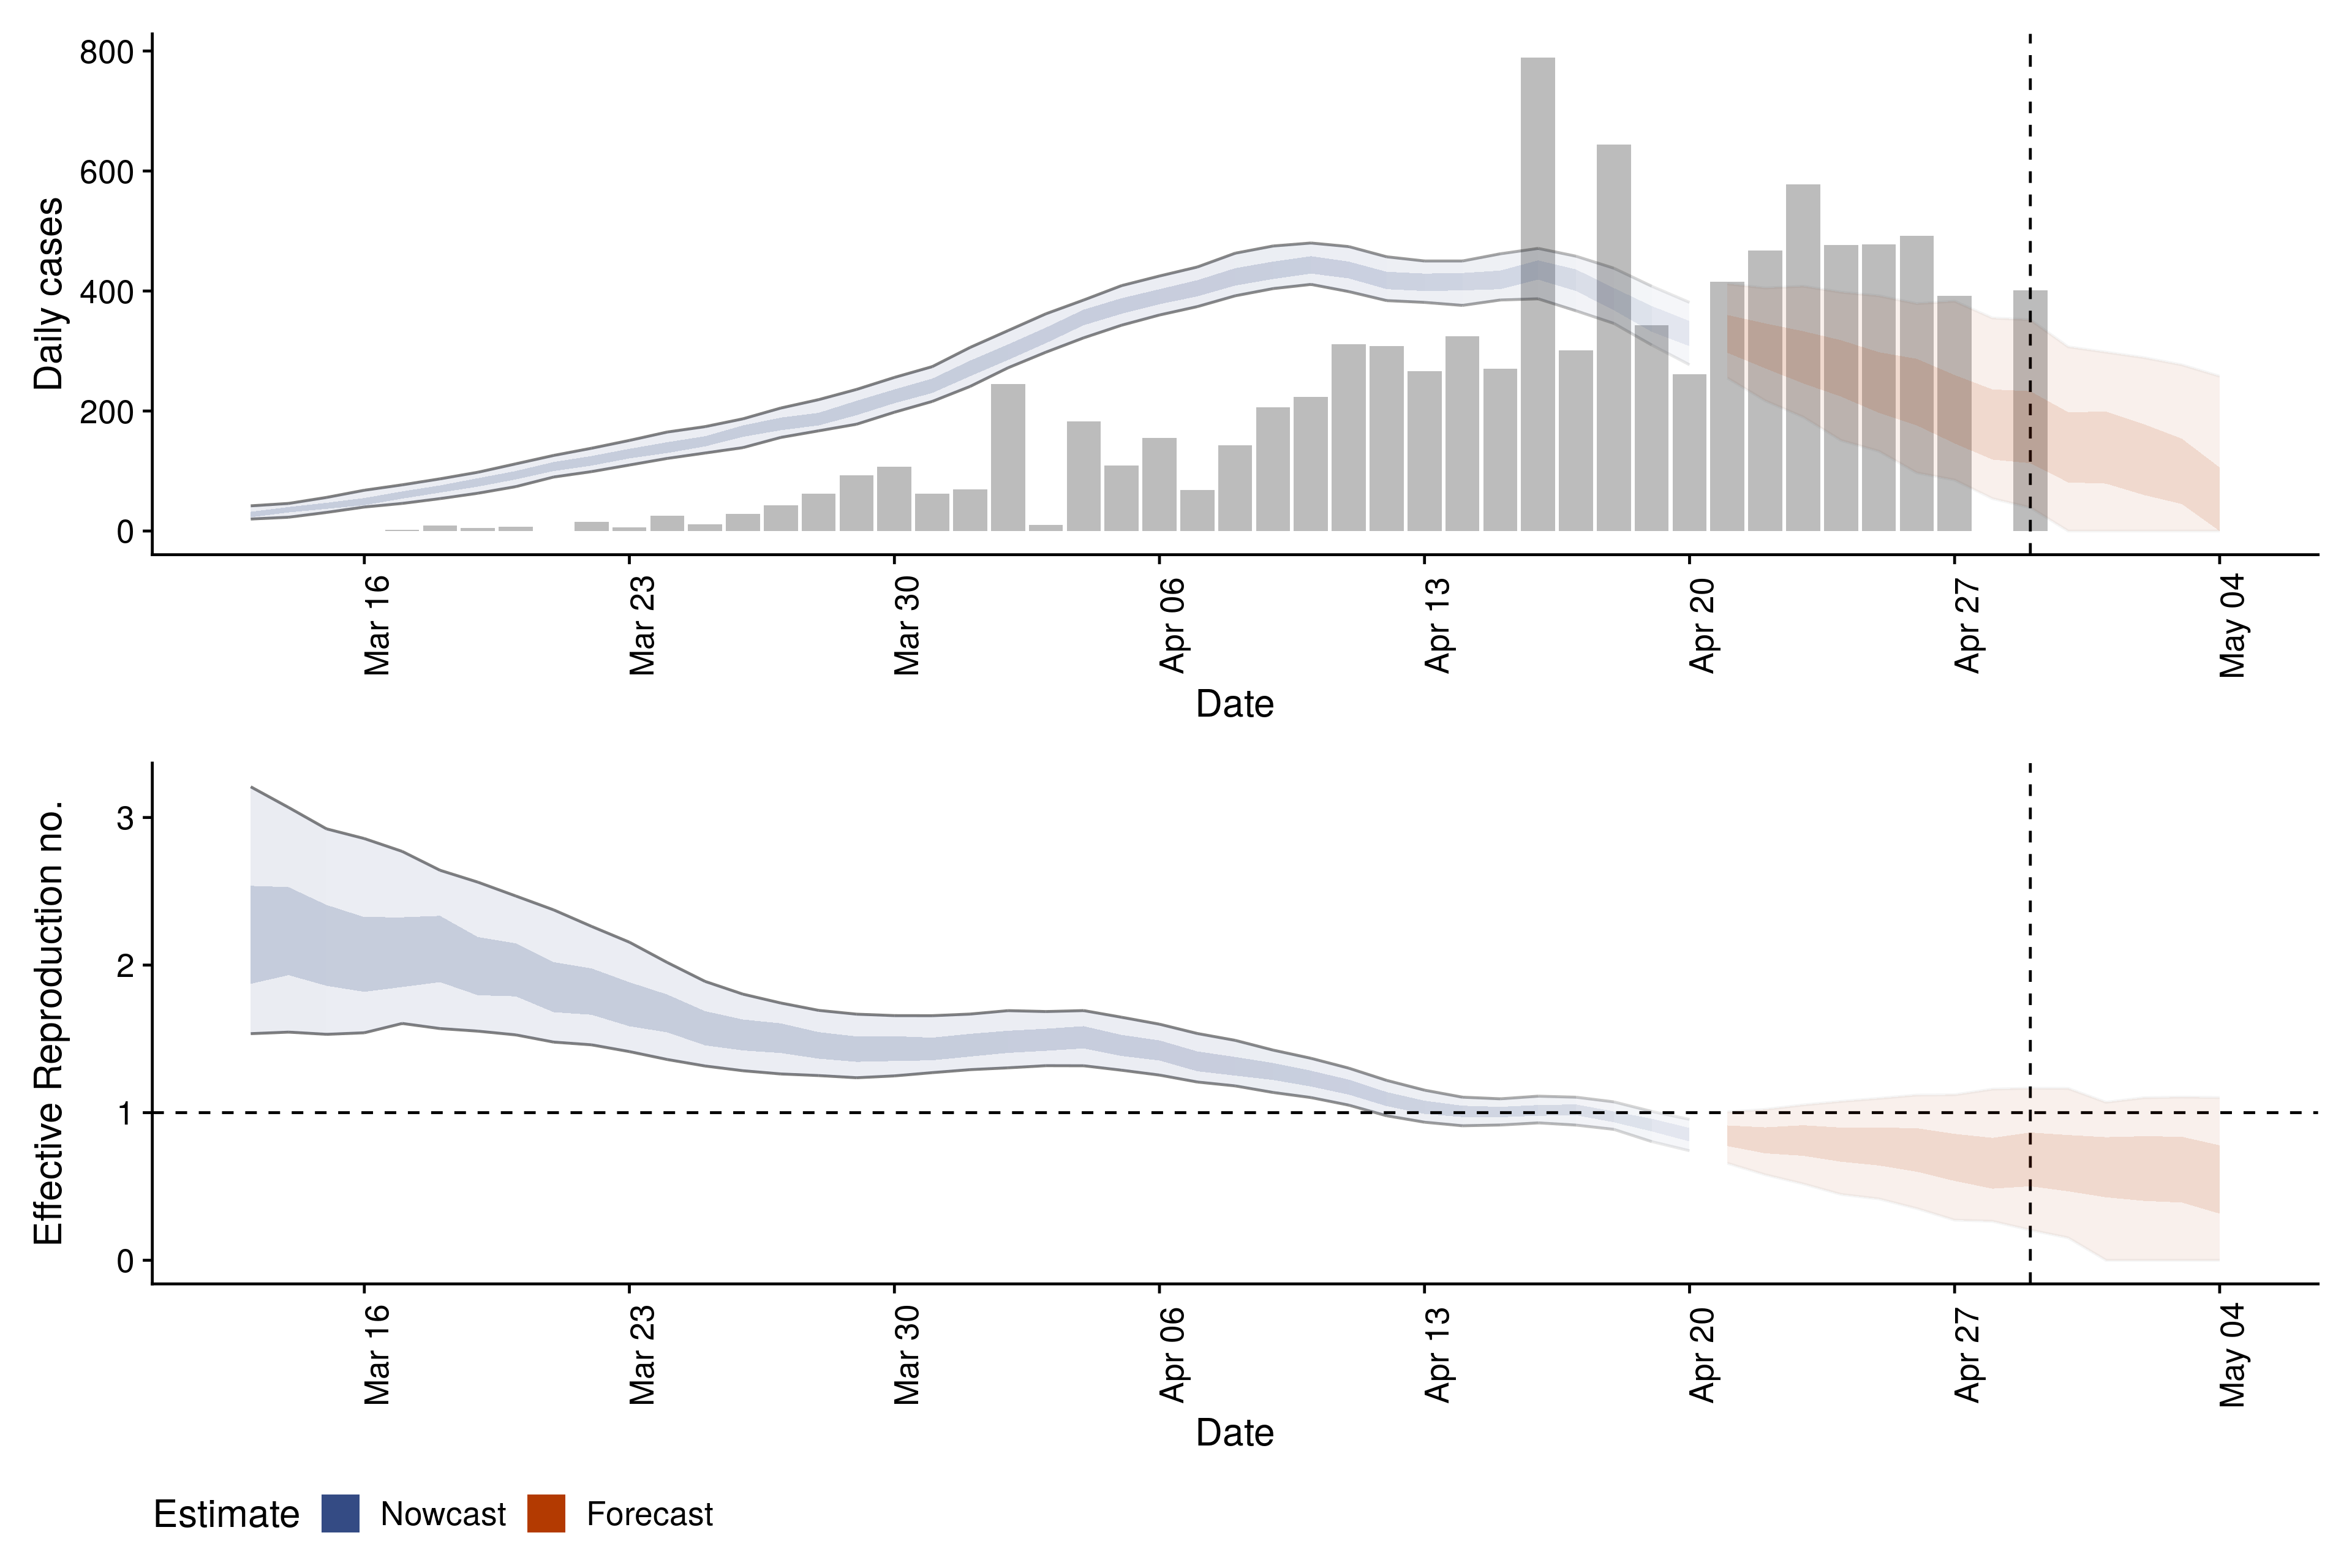 Daily cases
800
600
400
200
0
Mar 16
Mar 23
Mar 30
Apr 06
Apr 13
Apr 20
Apr 27
May 04
Date
Effective Reproduction no.
3
2
1
0
Mar 16
Mar 23
Mar 30
Apr 06
Apr 13
Apr 20
Apr 27
May 04
Date
Estimate Nowcast Forecast